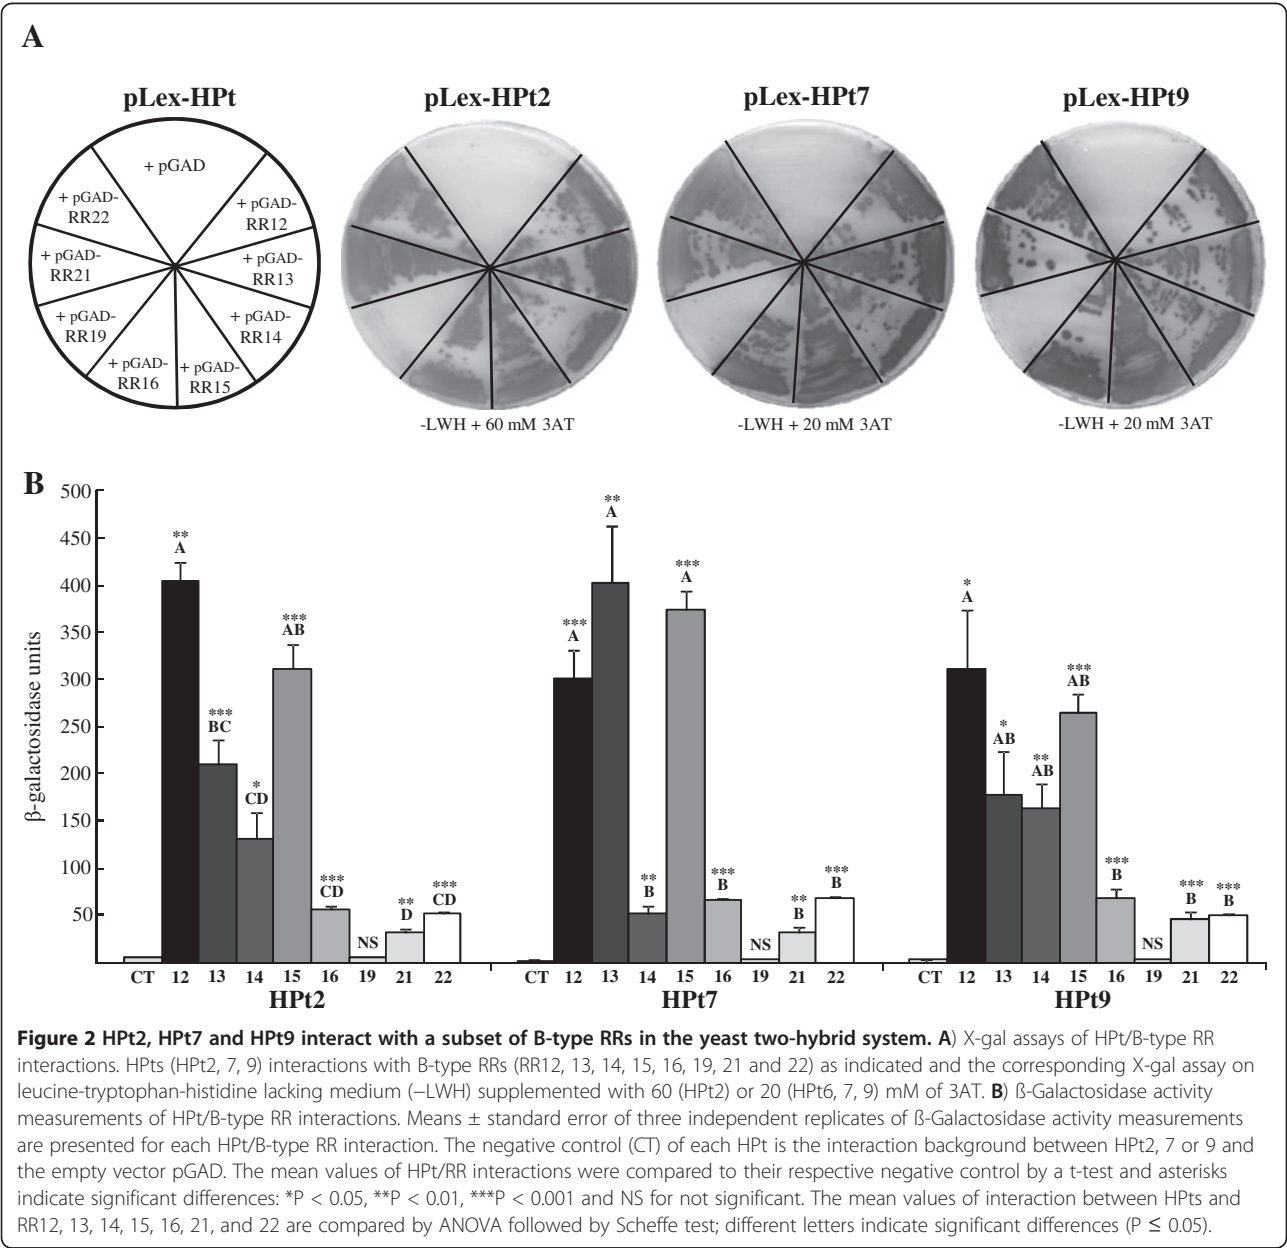 A
pLex-HPt
pLex-HPt2
pLex-HPt7
pLex-HPt9
+ pGAD
+ pGAD-
RR12
+ pGAD-
RR13
+ pGAD-
RR14
+ pGAD-
RR15
+ pGAD-
RR16
+ pGAD-
RR19
+ pGAD-
RR21
+ pGAD-
RR22
-LWH + 60 mM 3AT
-LWH + 20 mM 3AT
-LWH + 20 mM 3AT
B
β-galactosidase units
500
450
400
350
300
250
200
150
100
50
**
A
***
BC
*
CD
***
AB
***
CD
NS
**
D
***
CD
***
A
**
A
**
B
***
A
***
B
NS
**
B
***
B
*
A
*
AB
**
AB
***
AB
***
B
NS
***
B
***
B
CT 12 13 14 15 16 19 21 22
CT 12 13 14 15 16 19 21 22
CT 12 13 14 15 16 19 21 22
HPt2
HPt7
HPt9
Figure 2 HPt2, HPt7 and HPt9 interact with a subset of B-type RRs in the yeast two-hybrid system. A) X-gal assays of HPt/B-type RR
interactions. HPts (HPt2, 7, 9) interactions with B-type RRs (RR12, 13, 14, 15, 16, 19, 21 and 22) as indicated and the corresponding X-gal assay on
leucine-tryptophan-histidine lacking medium (−LWH) supplemented with 60 (HPt2) or 20 (HPt6, 7, 9) mM of 3AT. B) ß-Galactosidase activity
measurements of HPt/B-type RR interactions. Means ± standard error of three independent replicates of ß-Galactosidase activity measurements
are presented for each HPt/B-type RR interaction. The negative control (CT) of each HPt is the interaction background between HPt2, 7 or 9 and
the empty vector pGAD. The mean values of HPt/RR interactions were compared to their respective negative control by a t-test and asterisks
indicate significant differences: *P < 0.05, **P < 0.01, ***P < 0.001 and NS for not significant. The mean values of interaction between HPts and
RR12, 13, 14, 15, 16, 21, and 22 are compared by ANOVA followed by Scheffe test; different letters indicate significant differences (P ≤ 0.05).